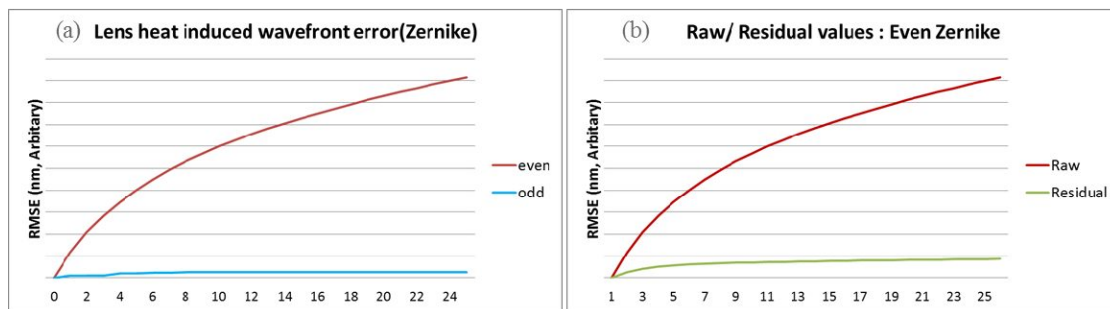 (a) Lens heat induced wavefront error(Zernike)
RMSE (nm, Arbitary)
even
odd
0 2 4 6 8 10 12 14 16 18 20 22 24
(b) Raw/ Residual values : Even Zernike
RMSE (nm, Arbitary)
Raw
Residual
1 3 5 7 9 11 13 15 17 19 21 23 25